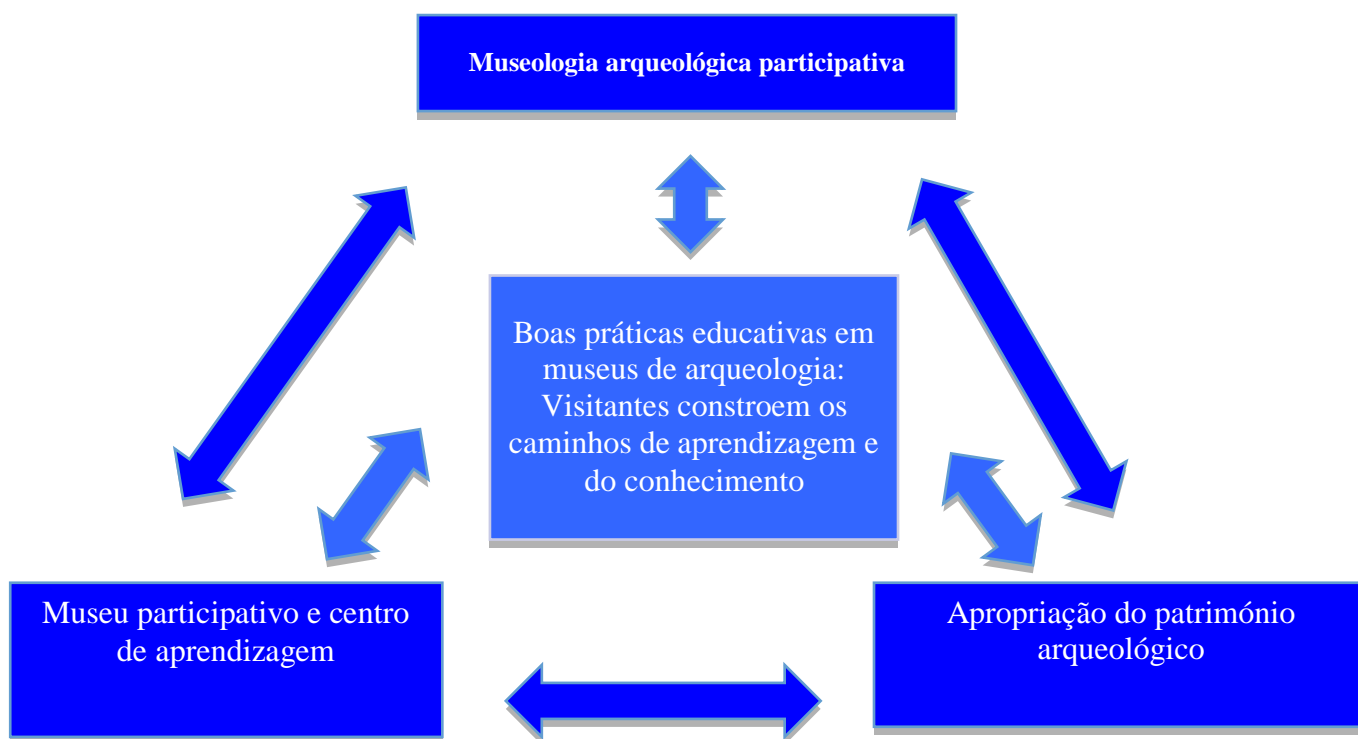 Museologia arqueológica participativa
Boas práticas educativas em
museus de arqueologia:
Visitantes constroem os
caminhos de aprendizagem e
do conhecimento
Museu participativo e centro
de aprendizagem
Apropriação do património
arqueológico